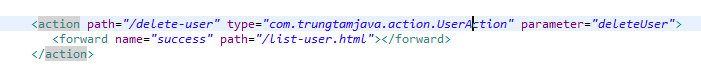 <action path="/delete-user" type="com.trungtamjava.action.UserAction" parameter="deleteUser">
<forward name="success" path="/list-user.html"></forward>
</action>